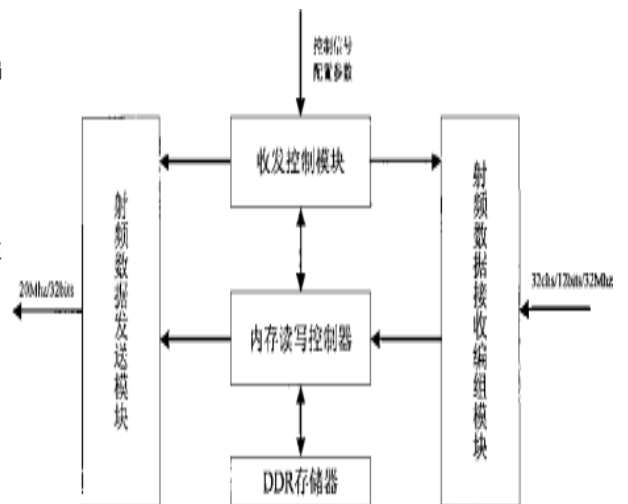 控制信号
配置参数
收发控制模块
射频数据发送模块
射频数据接收编组模块
20Mhz/32bits
32chs/12bits/32Mhz
内存读写控制器
DDR存储器